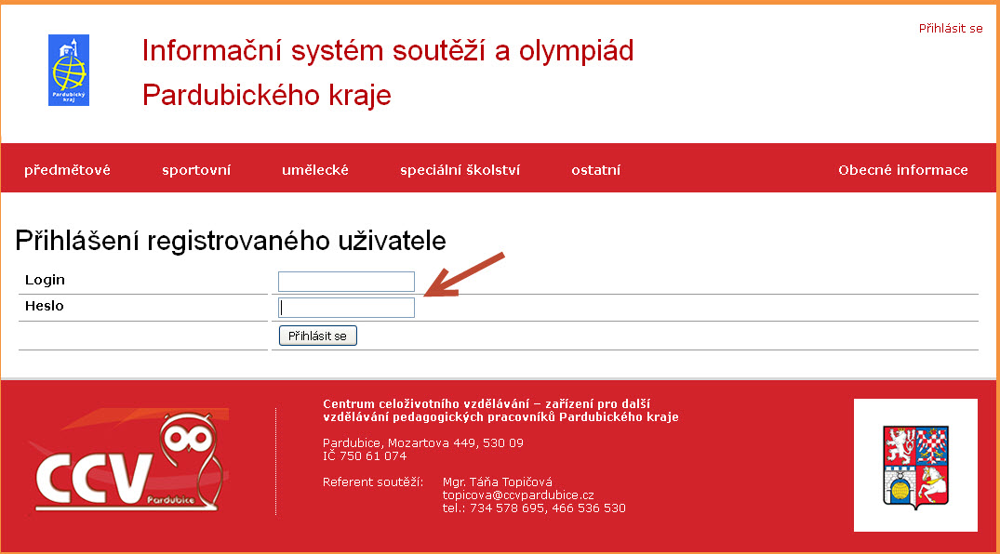 Přihlásit se
Pardubický
kraj
Informační systém soutěží a olympiád
Pardubického kraje
předmětové sportovní umělecké speciální školství ostatní Obecné informace
Přihlášení registrovaného uživatele
Login
Heslo
Přihlásit se
CCV
Pardubice
Centrum celoživotního vzdělávání – zařízení pro další
vzdělávání pedagogických pracovníků Pardubického kraje
Pardubice, Mozartova 449, 530 09
IČ 750 61 074
Referent soutěží: Mgr. Táňa Topičová
topicova@ccvpardubice.cz
tel.: 734 578 695, 466 536 530